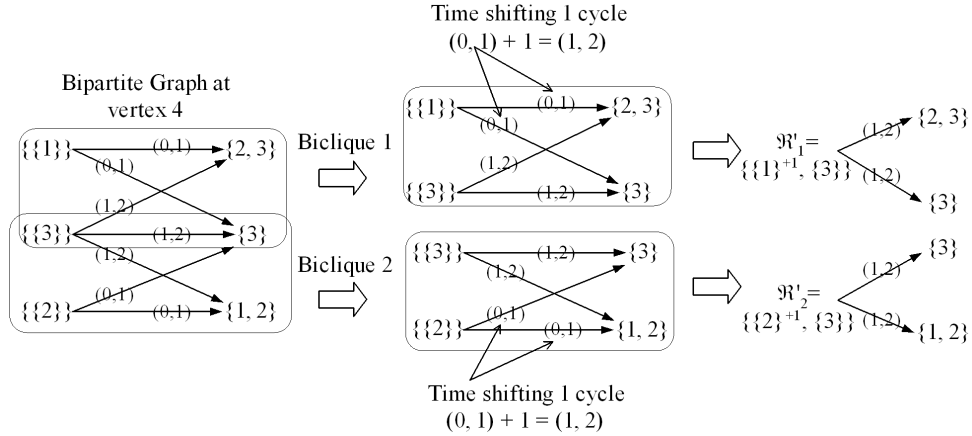 Time shifting 1 cycle
(0, 1) + 1 = (1, 2)
Bipartite Graph at
vertex 4
{{1}} (0,1) {2, 3}
(0,1)
(1,2)
{{3}} (1,2) {3}
(1,2)
(0,1)
{{2}} (0,1) {1, 2}
Biclique 1
{{1}} (0,1) {2, 3}
(0,1)
(1,2)
{{3}} (1,2) {3}
ℜ'₁=
{{1}⁺¹, {3}}
(1,2) {2, 3}
(1,2)
{3}
Biclique 2
{{3}} (1,2) {3}
(1,2)
(0,1)
{{2}} (0,1) {1, 2}
ℜ'₂=
{{2}⁺¹, {3}}
{3}
(1,2)
(1,2) {1, 2}
Time shifting 1 cycle
(0, 1) + 1 = (1, 2)